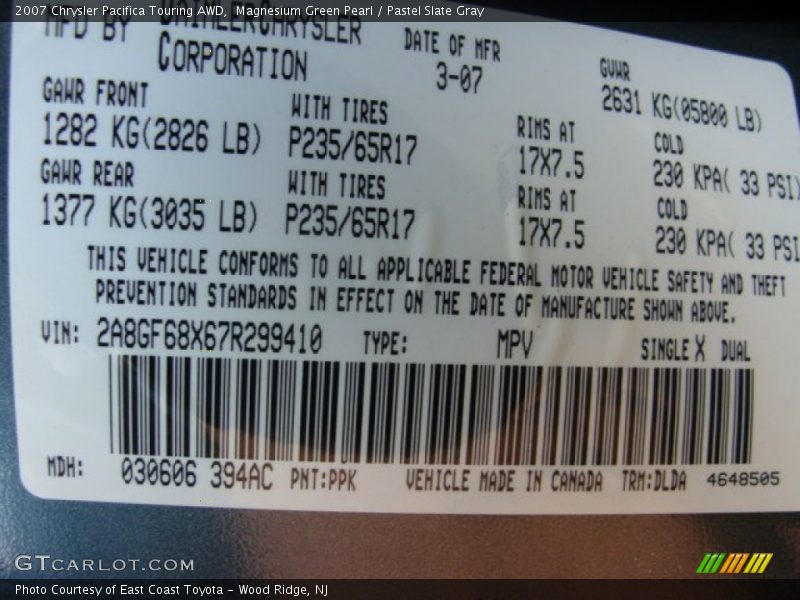 2007 Chrysler Pacifica Touring AWD, Magnesium Green Pearl / Pastel Slate Gray
MFD BY DAIMLERCHRYSLER CORPORATION
DATE OF MFR 3-07
GVWR 2631 KG(05800 LB)
GAWR FRONT WITH TIRES RIMS AT COLD
1282 KG(2826 LB) P235/65R17 17X7.5 230 KPA( 33 PSI)
GAWR REAR WITH TIRES RIMS AT COLD
1377 KG(3035 LB) P235/65R17 17X7.5 230 KPA( 33 PSI
THIS VEHICLE CONFORMS TO ALL APPLICABLE FEDERAL MOTOR VEHICLE SAFETY AND THEFT
PREVENTION STANDARDS IN EFFECT ON THE DATE OF MANUFACTURE SHOWN ABOVE.
VIN: 2A8GF68X67R299410 TYPE: MPV SINGLE X DUAL
MDH: 030606 394AC PNT:PPK VEHICLE MADE IN CANADA TRM:DLDA 4648505
GTCARLOT.COM
Photo Courtesy of East Coast Toyota - Wood Ridge, NJ